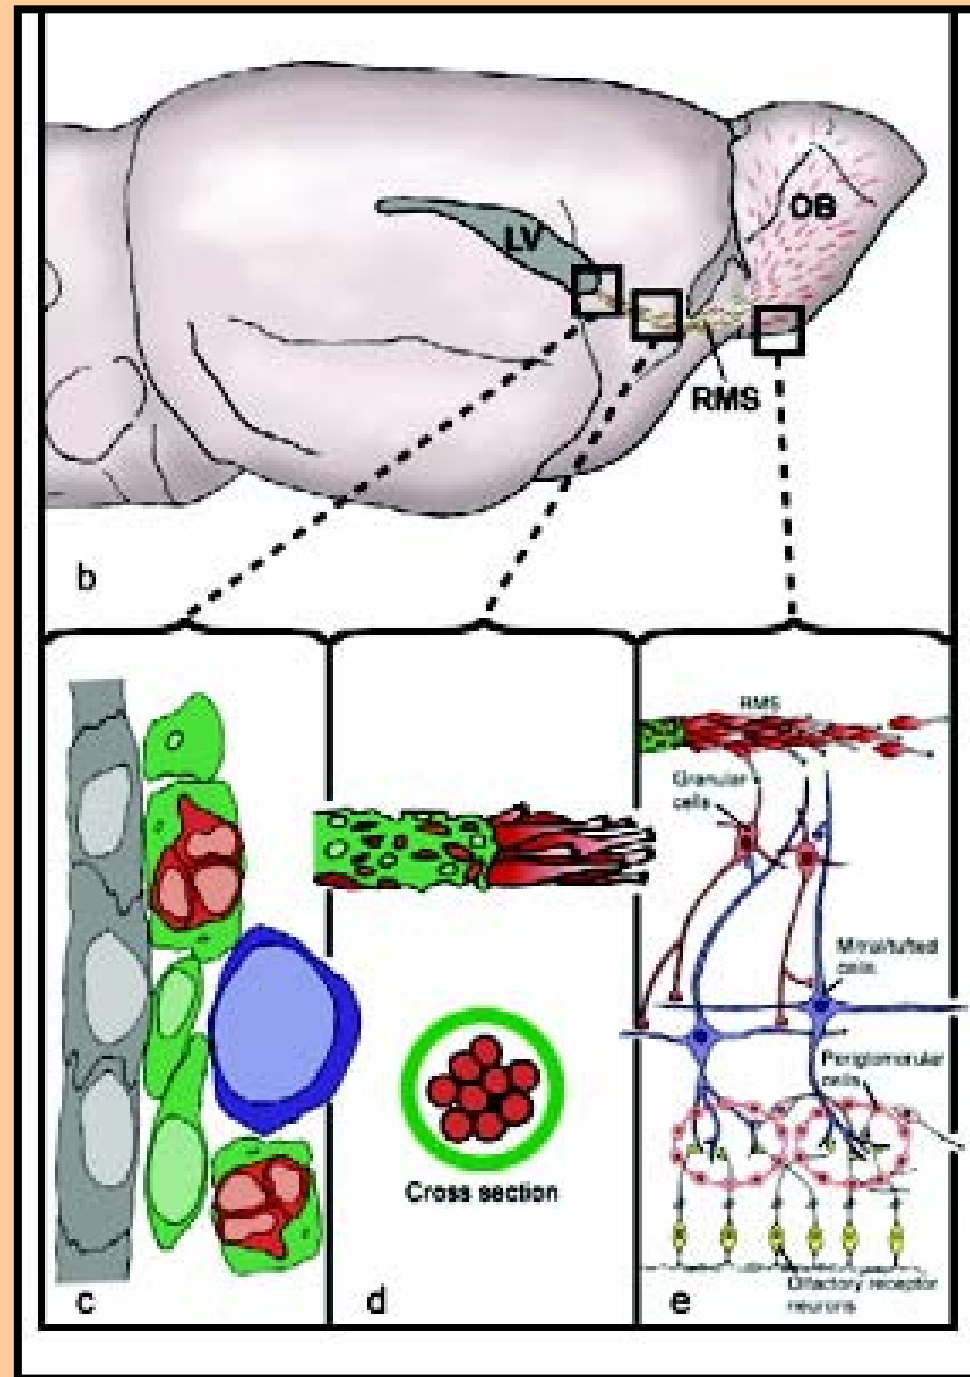 OB
LV
RMS
b
RMS
Granular
cells
Mitral/tufted
cells
Periglomerular
cells
Cross section
Olfactory receptor
neurons
c
d
e